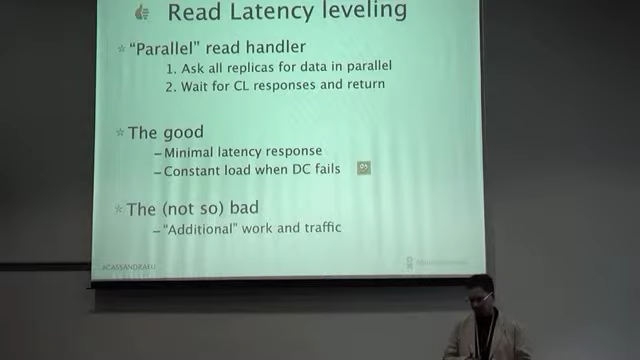 Read Latency leveling
“Parallel” read handler
1. Ask all replicas for data in parallel
2. Wait for CL responses and return
The good
–Minimal latency response
–Constant load when DC fails
The (not so) bad
–“Additional” work and traffic
#CASSANDRAEU